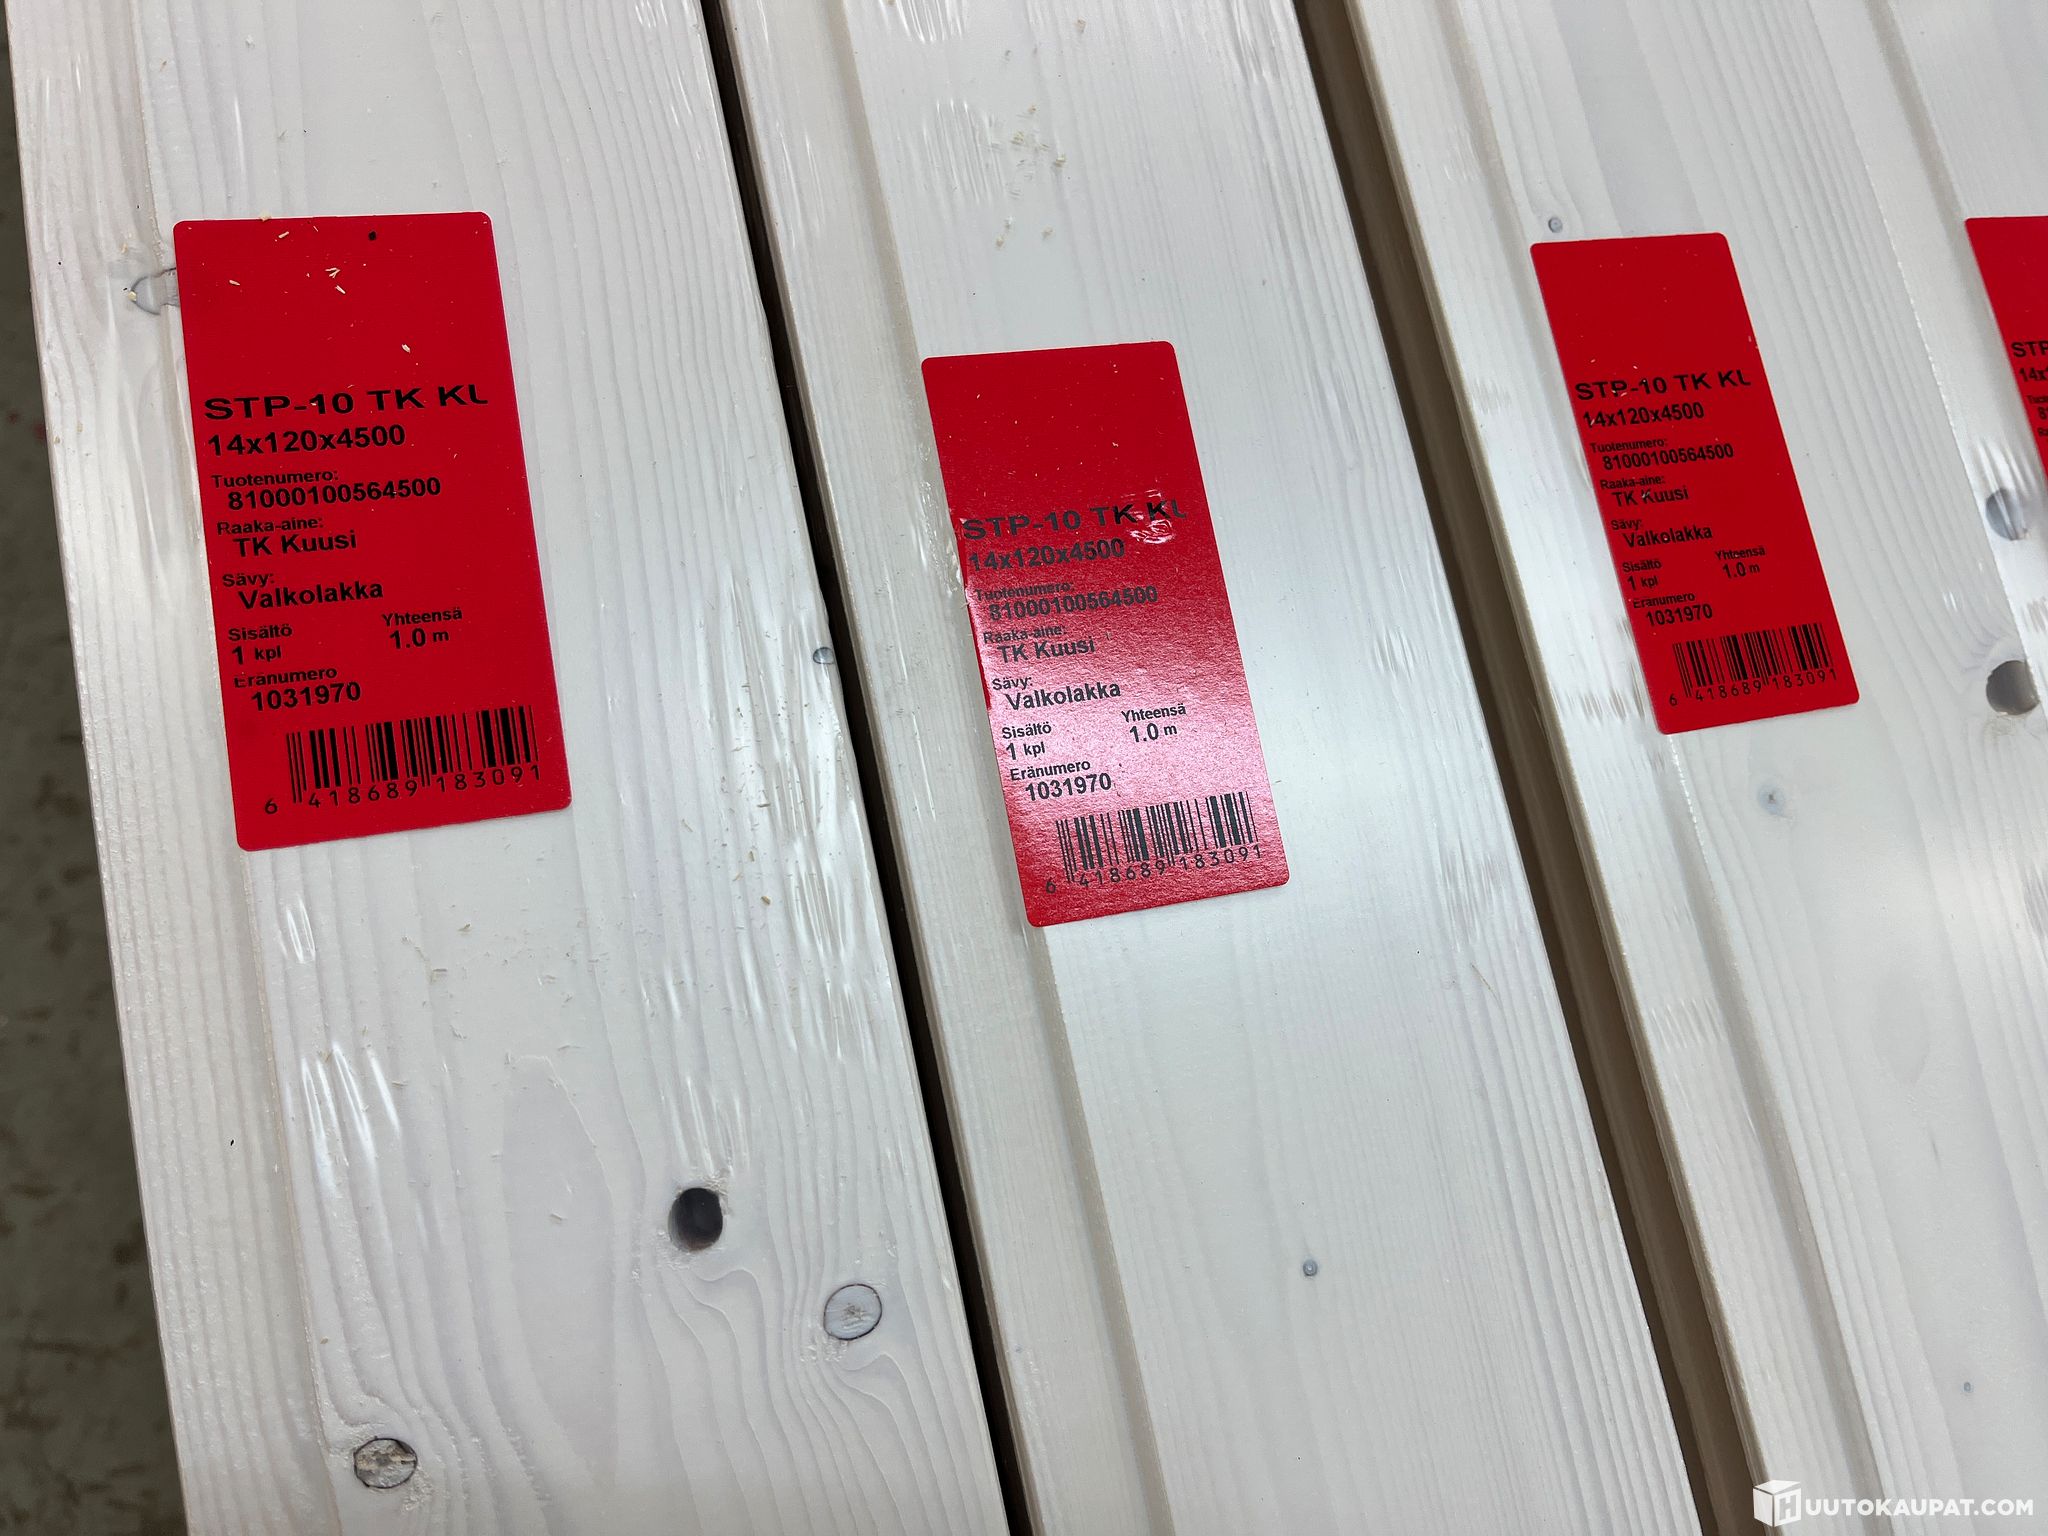 STP-10 TK KL
14x120x4500
Tuotenumero:
81000100564500
Raaka-aine:
TK Kuusi
Sävy:
Valkolakka
Sisältö Yhteensä
1 kpl 1.0 m
Eränumero
1031970
6 418689 183091
STP-10 TK KL
14x120x4500
Tuotenumero:
81000100564500
Raaka-aine:
TK Kuusi
Sävy:
Valkolakka
Sisältö Yhteensä
1 kpl 1.0 m
Eränumero
1031970
6 418689 183091
STP-10 TK KL
14x120x4500
Tuotenumero:
81000100564500
Raaka-aine:
TK Kuusi
Sävy:
Valkolakka
Sisältö Yhteensä
1 kpl 1.0 m
Eränumero
1031970
6 418689 183091
HUUTOKAUPAT.COM